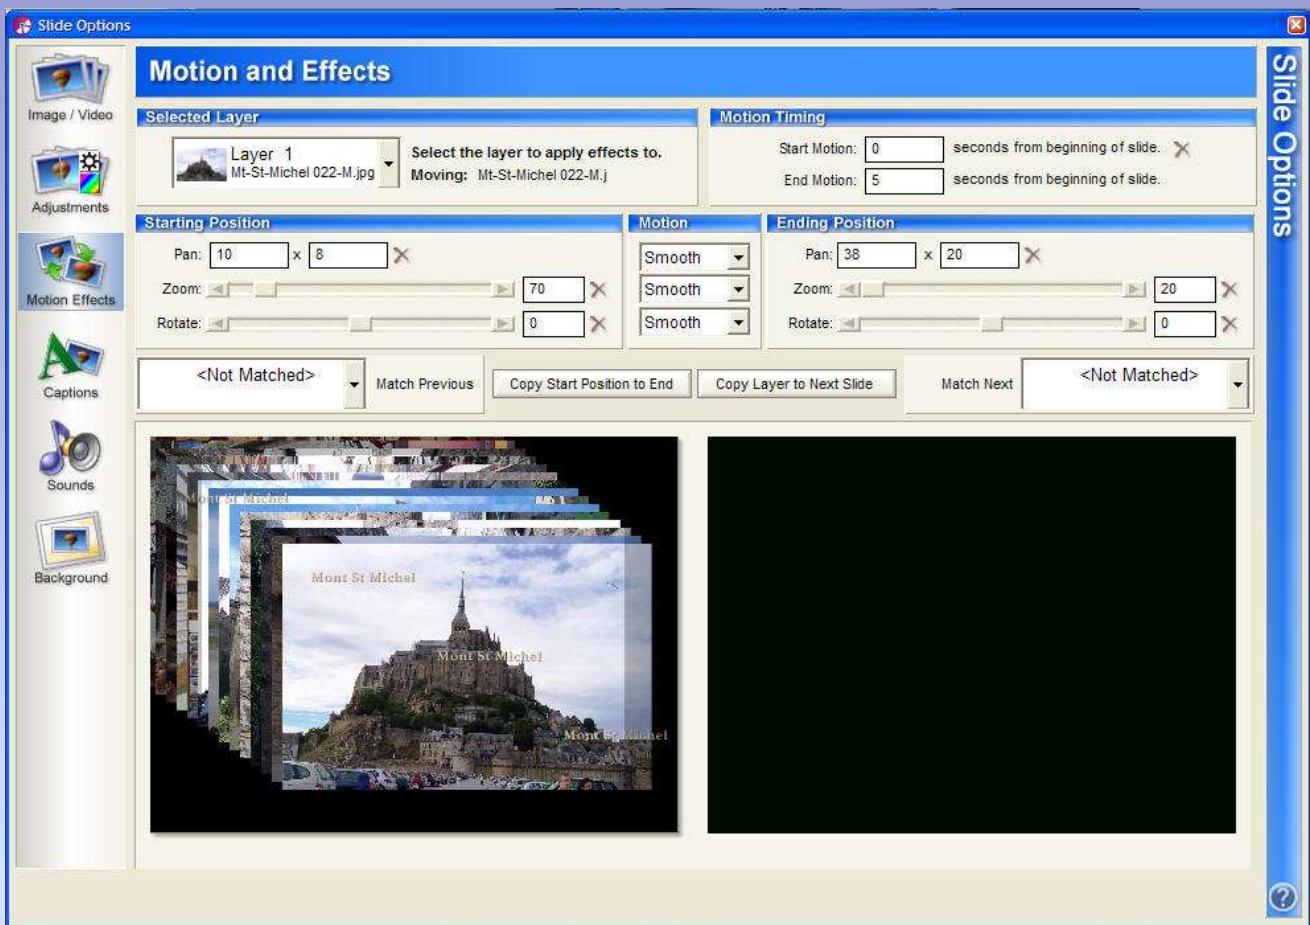 Slide Options
Motion and Effects
Slide Options
Image / Video
Adjustments
Motion Effects
Captions
Sounds
Background
Selected Layer
Layer 1
Mt-St-Michel 022-M.jpg
Select the layer to apply effects to.
Moving: Mt-St-Michel 022-M.j
Motion Timing
Start Motion: 0 seconds from beginning of slide.
End Motion: 5 seconds from beginning of slide.
Starting Position
Pan: 10 x 8
Zoom: 70
Rotate: 0
Motion
Smooth
Smooth
Smooth
Ending Position
Pan: 38 x 20
Zoom: 20
Rotate: 0
<Not Matched>
Match Previous
Copy Start Position to End
Copy Layer to Next Slide
Match Next
<Not Matched>
Mont St Michel
Mont St Michel
Mont St Michel
Mont St Michel
?